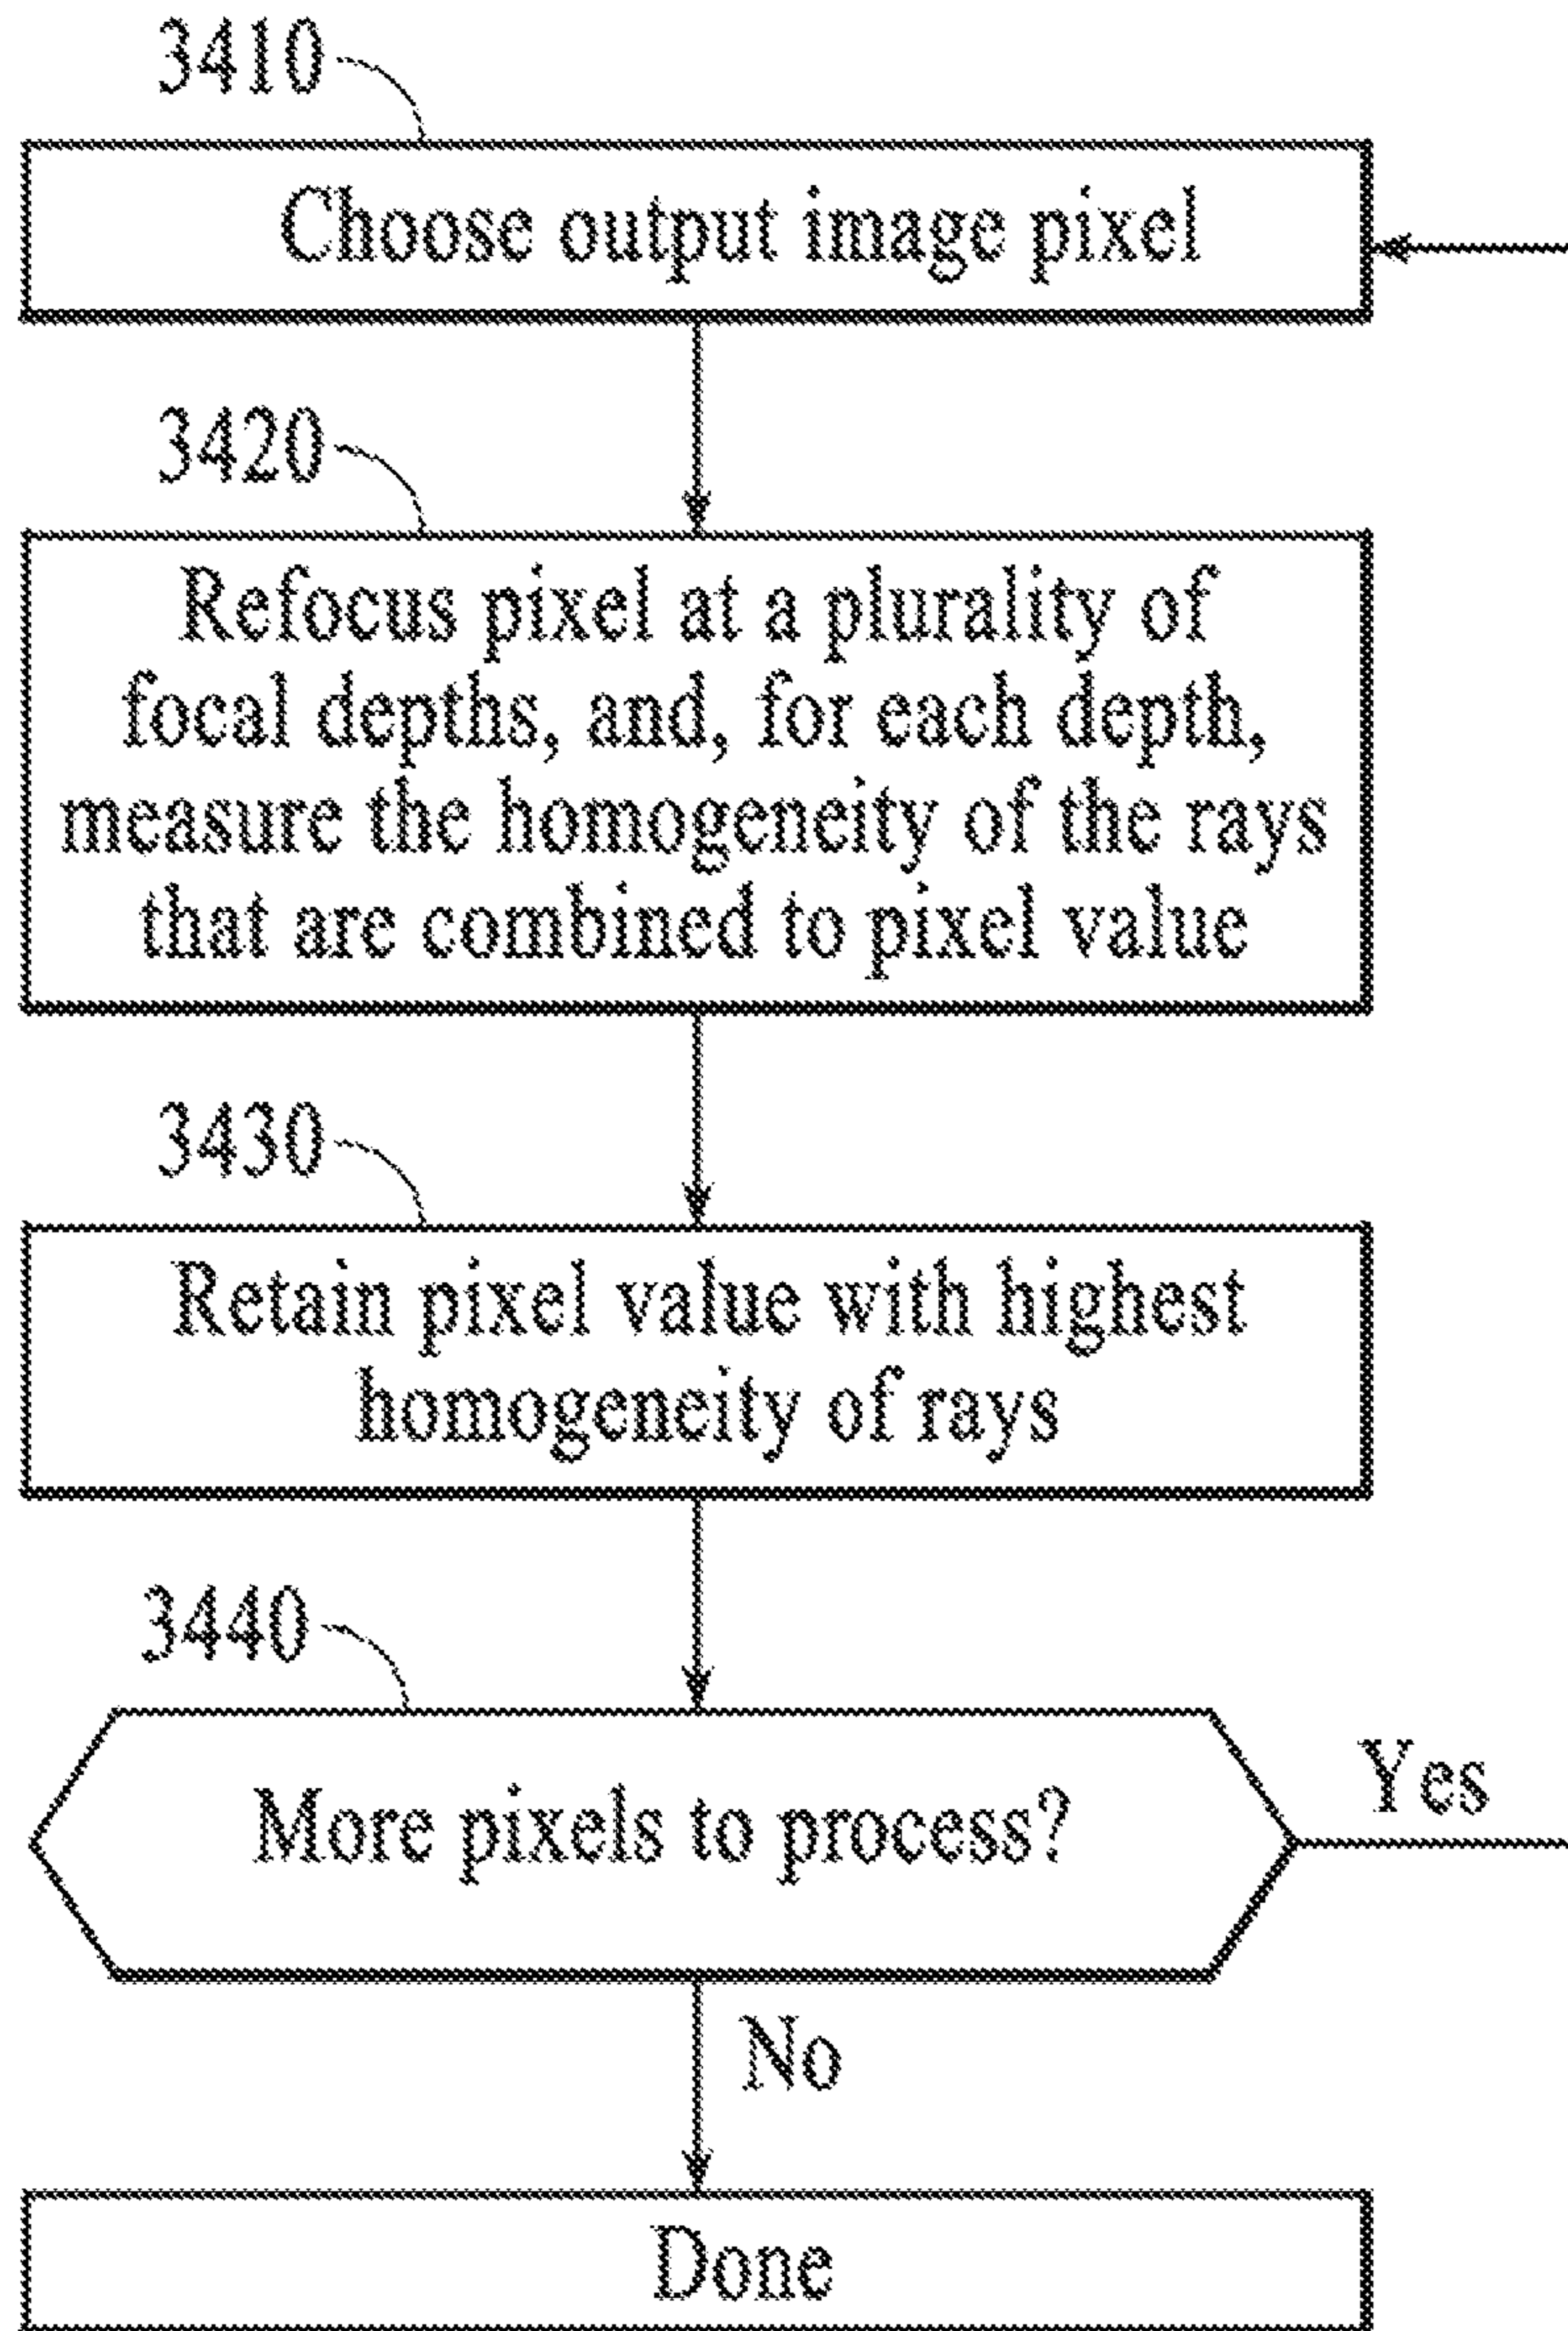 3410
Choose output image pixel
3420
Refocus pixel at a plurality of
focal depths, and, for each depth,
measure the homogeneity of the rays
that are combined to pixel value
3430
Retain pixel value with highest
homogeneity of rays
3440
More pixels to process?
Yes
No
Done